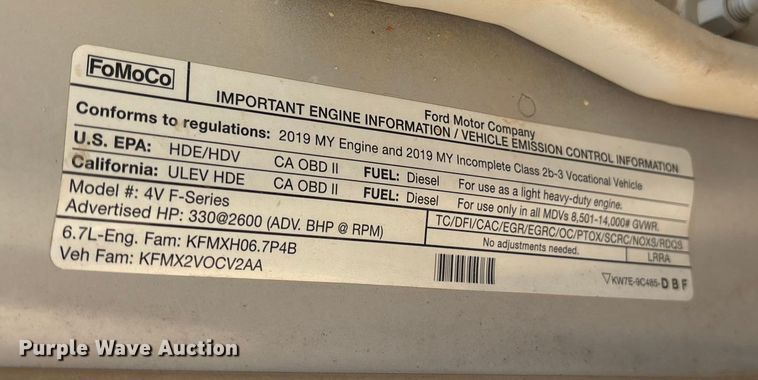 FoMoCo
Ford Motor Company
IMPORTANT ENGINE INFORMATION / VEHICLE EMISSION CONTROL INFORMATION
Conforms to regulations: 2019 MY Engine and 2019 MY Incomplete Class 2b-3 Vocational Vehicle
U.S. EPA: HDE/HDV CA OBD II FUEL: Diesel For use as a light heavy-duty engine.
California: ULEV HDE CA OBD II FUEL: Diesel For use only in all MDVs 8,501-14,000# GVWR.
Model #: 4V F-Series
Advertised HP: 330@2600 (ADV. BHP @ RPM)
TC/DFI/CAC/EGR/EGRC/OC/PTOX/SCRC/NOXS/RDQS
No adjustments needed. LRRA
6.7L-Eng. Fam: KFMXH06.7P4B
Veh Fam: KFMX2VOCV2AA
▽KW7E-9C485-DBF
Purple Wave Auction